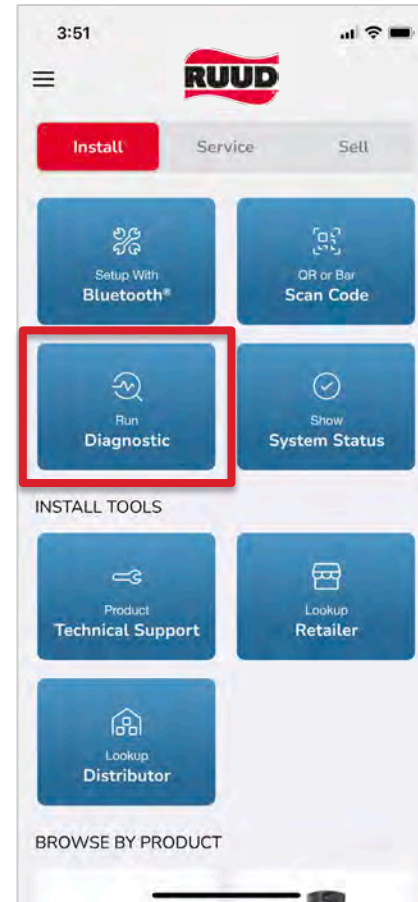 3:51
RUUD
Install Service Sell
Setup With
Bluetooth®
QR or Bar
Scan Code
Run
Diagnostic
Show
System Status
INSTALL TOOLS
Product
Technical Support
Lookup
Retailer
Lookup
Distributor
BROWSE BY PRODUCT